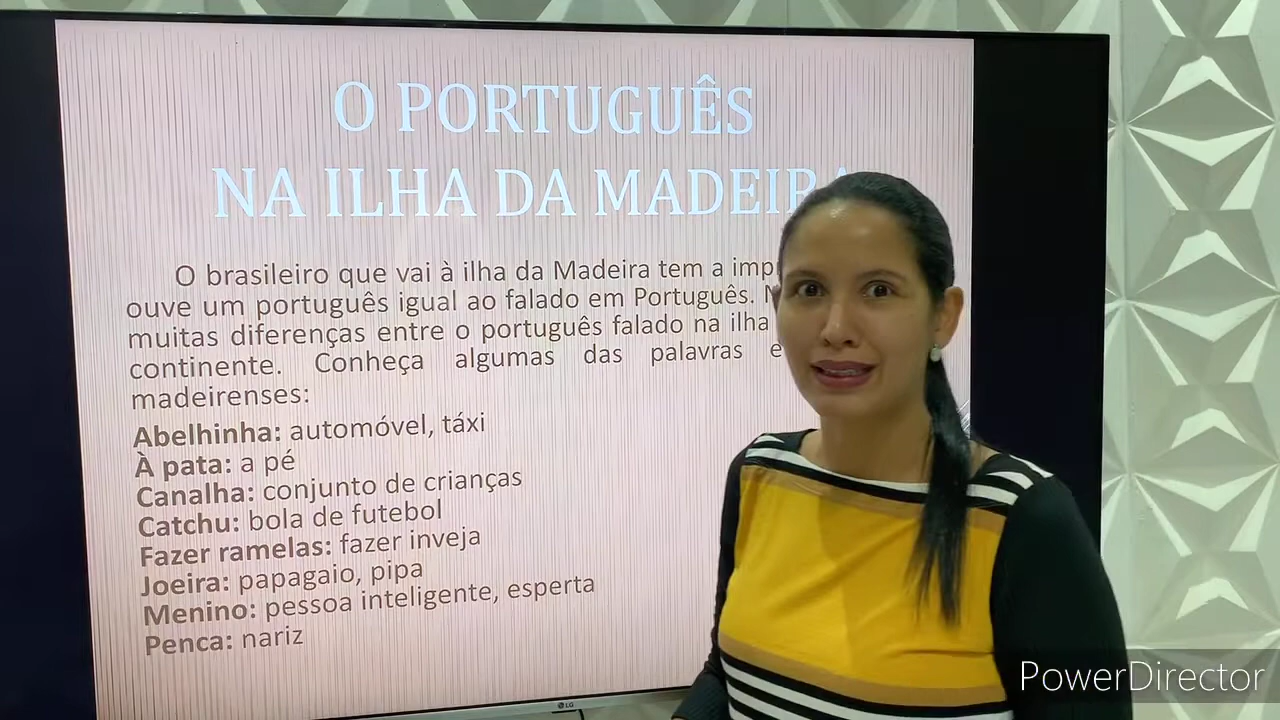 O PORTUGUÊS
NA ILHA DA MADEIRA
O brasileiro que vai à ilha da Madeira tem a
ouve um português igual ao falado em Português.
muitas diferenças entre o português falado na ilha
continente. Conheça algumas das palavras
madeirenses:
Abelhinha: automóvel, táxi
À pata: a pé
Canalha: conjunto de crianças
Catchu: bola de futebol
Fazer ramelas: fazer inveja
Joeira: papagaio, pipa
Menino: pessoa inteligente, esperta
Penca: nariz
LG
PowerDirector